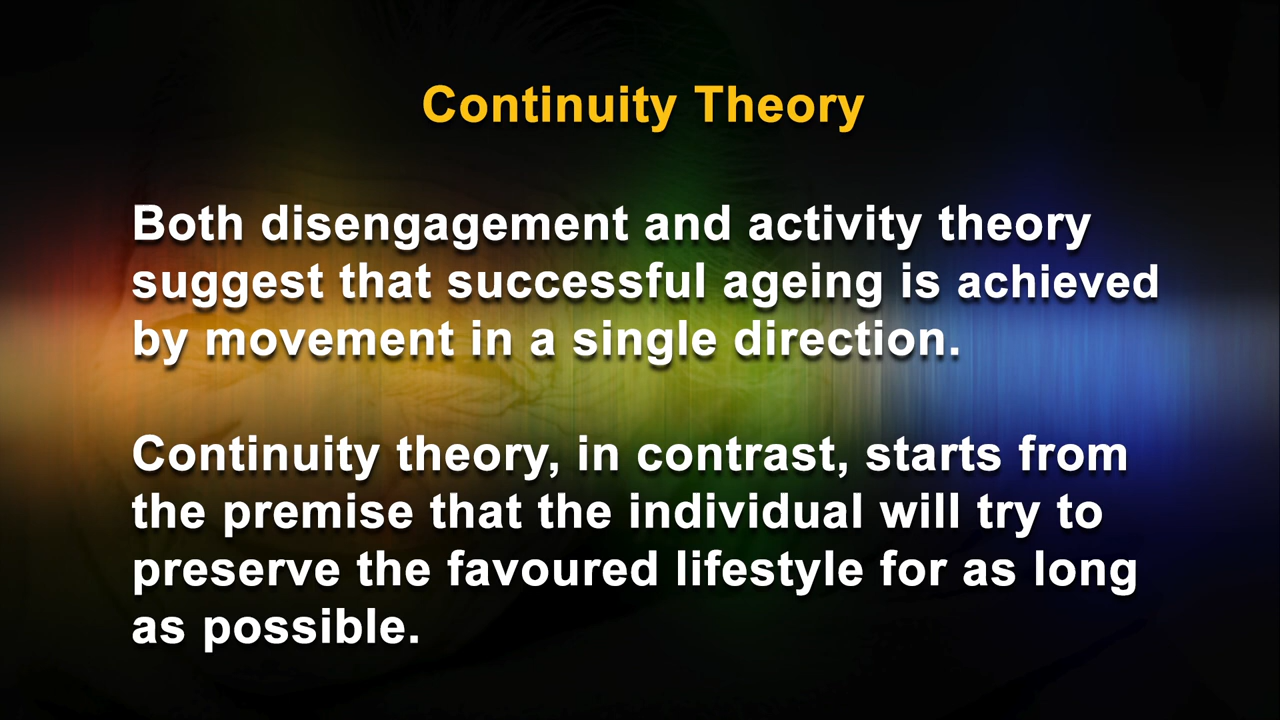 Continuity Theory
Both disengagement and activity theory
suggest that successful ageing is achieved
by movement in a single direction.
Continuity theory, in contrast, starts from
the premise that the individual will try to
preserve the favoured lifestyle for as long
as possible.